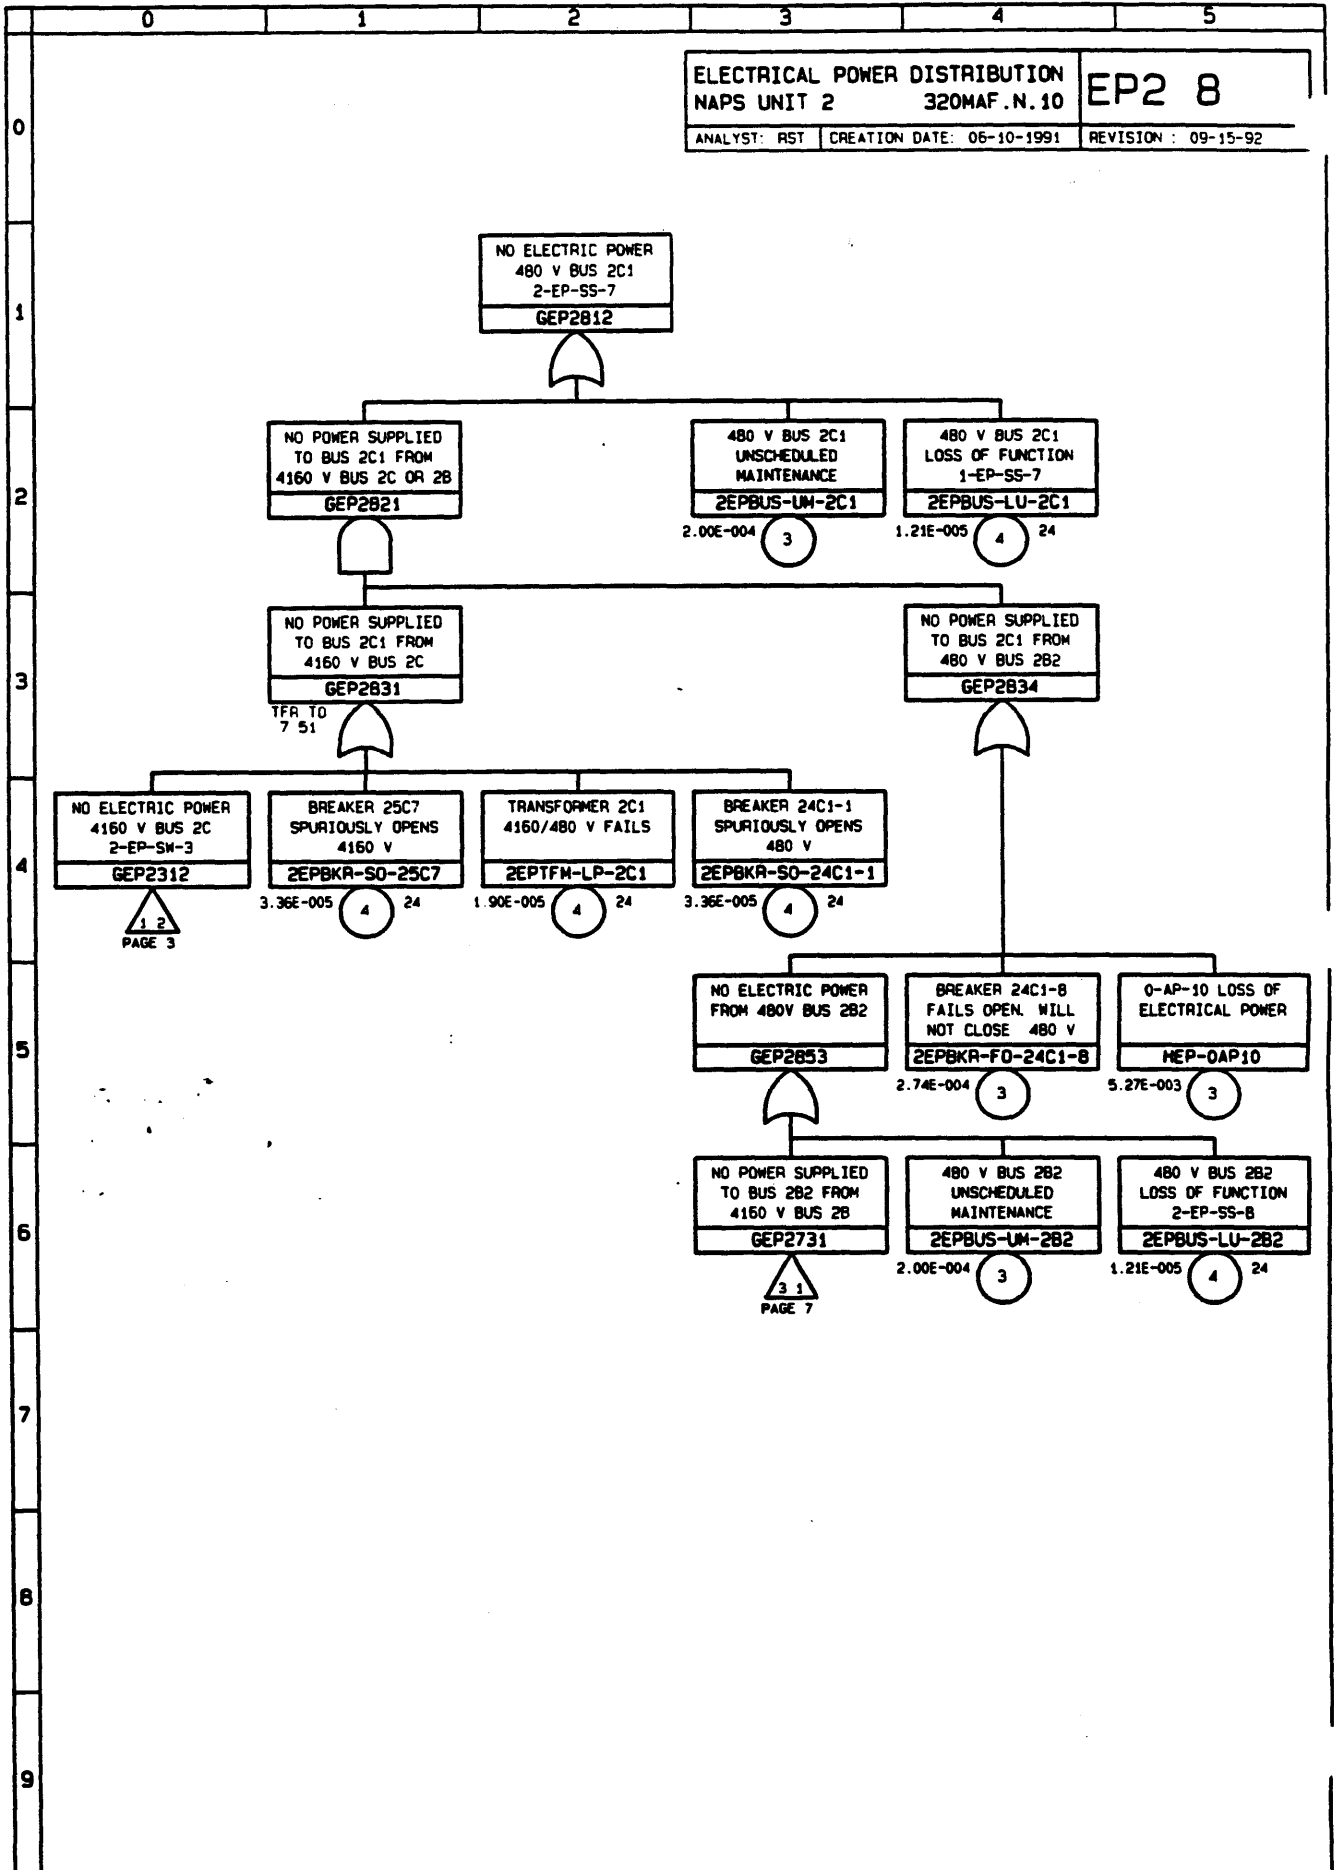 0 1 2 3 4 5
ELECTRICAL POWER DISTRIBUTION
NAPS UNIT 2 320MAF.N.10
EP2 8
ANALYST: RST CREATION DATE: 06-10-1991 REVISION : 09-15-92
0
NO ELECTRIC POWER
480 V BUS 2C1
2-EP-SS-7
GEP2812
1
NO POWER SUPPLIED
TO BUS 2C1 FROM
4160 V BUS 2C OR 2B
GEP2821
480 V BUS 2C1
UNSCHEDULED
MAINTENANCE
2EPBUS-UM-2C1
2.00E-004 3
480 V BUS 2C1
LOSS OF FUNCTION
1-EP-SS-7
2EPBUS-LU-2C1
1.21E-005 4 24
2
NO POWER SUPPLIED
TO BUS 2C1 FROM
4160 V BUS 2C
GEP2831
TFR TO
7 51
NO POWER SUPPLIED
TO BUS 2C1 FROM
480 V BUS 2B2
GEP2834
3
NO ELECTRIC POWER
4160 V BUS 2C
2-EP-SW-3
GEP2312
1 2
PAGE 3
BREAKER 25C7
SPURIOUSLY OPENS
4160 V
2EPBKR-SO-25C7
3.36E-005 4 24
TRANSFORMER 2C1
4160/480 V FAILS
2EPTFM-LP-2C1
1.90E-005 4 24
BREAKER 24C1-1
SPURIOUSLY OPENS
480 V
2EPBKR-SO-24C1-1
3.36E-005 4 24
4
NO ELECTRIC POWER
FROM 480V BUS 2B2
GEP2853
BREAKER 24C1-8
FAILS OPEN. WILL
NOT CLOSE 480 V
2EPBKR-FO-24C1-8
2.74E-004 3
0-AP-10 LOSS OF
ELECTRICAL POWER
HEP-0AP10
5.27E-003 3
5
NO POWER SUPPLIED
TO BUS 2B2 FROM
4160 V BUS 2B
GEP2731
3 1
PAGE 7
480 V BUS 2B2
UNSCHEDULED
MAINTENANCE
2EPBUS-UM-2B2
2.00E-004 3
480 V BUS 2B2
LOSS OF FUNCTION
2-EP-SS-8
2EPBUS-LU-2B2
1.21E-005 4 24
6
7
8
9